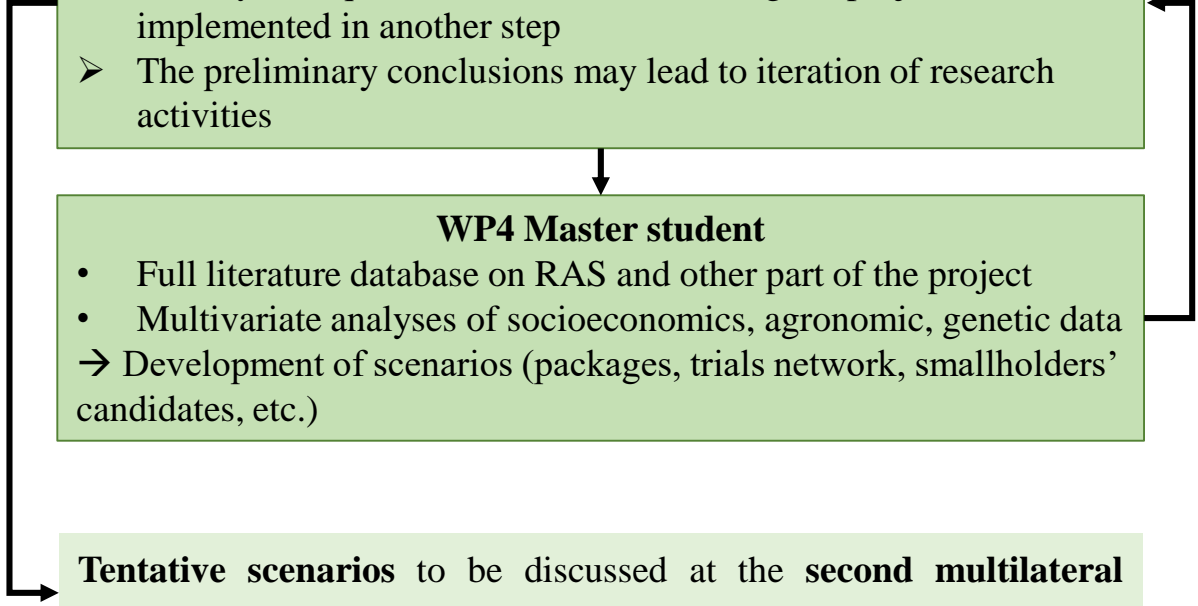 implemented in another step
➢ The preliminary conclusions may lead to iteration of research
activities
WP4 Master student
• Full literature database on RAS and other part of the project
• Multivariate analyses of socioeconomics, agronomic, genetic data
→ Development of scenarios (packages, trials network, smallholders’
candidates, etc.)
Tentative scenarios to be discussed at the second multilateral